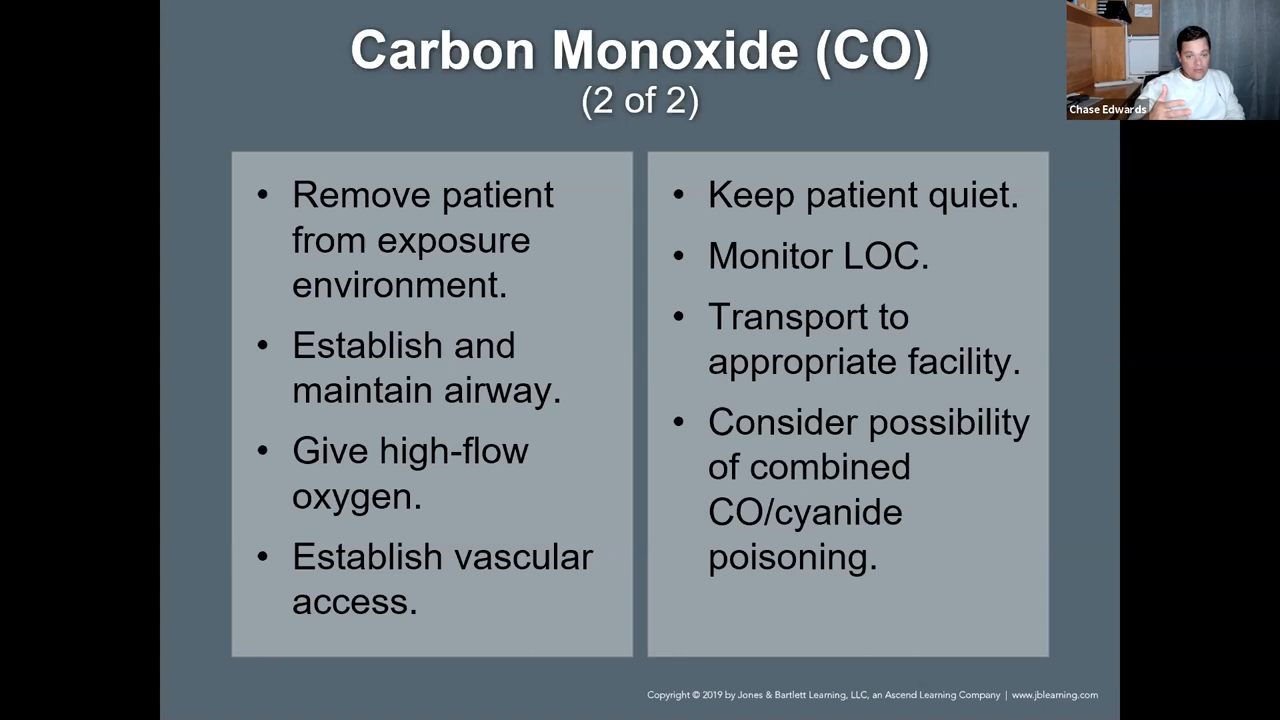 Carbon Monoxide (CO)
(2 of 2)
• Remove patient
from exposure
environment.
• Establish and
maintain airway.
• Give high-flow
oxygen.
• Establish vascular
access.
• Keep patient quiet.
• Monitor LOC.
• Transport to
appropriate facility.
• Consider possibility
of combined
CO/cyanide
poisoning.
Chase Edwards
Copyright © 2019 by Jones & Bartlett Learning, LLC, an Ascend Learning Company | www.jblearning.com